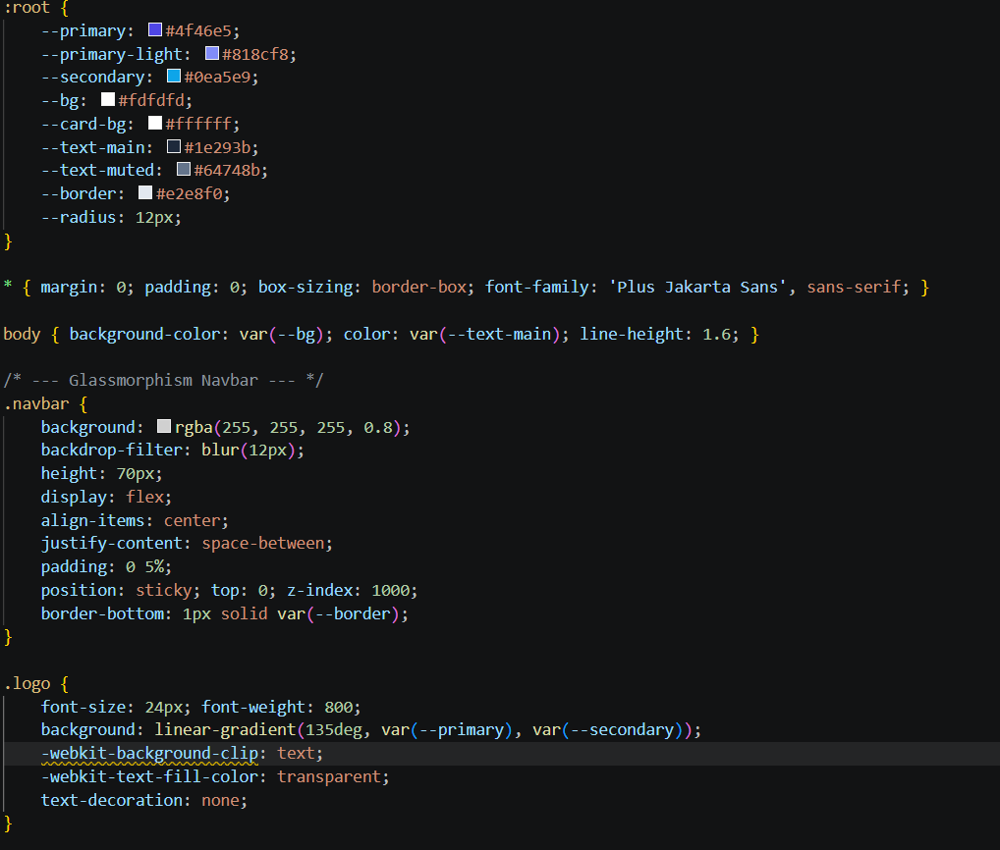 :root {
    --primary: #4f46e5;
    --primary-light: #818cf8;
    --secondary: #0ea5e9;
    --bg: #fdfdfd;
    --card-bg: #ffffff;
    --text-main: #1e293b;
    --text-muted: #64748b;
    --border: #e2e8f0;
    --radius: 12px;
}

* { margin: 0; padding: 0; box-sizing: border-box; font-family: 'Plus Jakarta Sans', sans-serif; }

body { background-color: var(--bg); color: var(--text-main); line-height: 1.6; }

/* --- Glassmorphism Navbar --- */
.navbar {
    background: rgba(255, 255, 255, 0.8);
    backdrop-filter: blur(12px);
    height: 70px;
    display: flex;
    align-items: center;
    justify-content: space-between;
    padding: 0 5%;
    position: sticky; top: 0; z-index: 1000;
    border-bottom: 1px solid var(--border);
}

.logo {
    font-size: 24px; font-weight: 800;
    background: linear-gradient(135deg, var(--primary), var(--secondary));
    -webkit-background-clip: text;
    -webkit-text-fill-color: transparent;
    text-decoration: none;
}